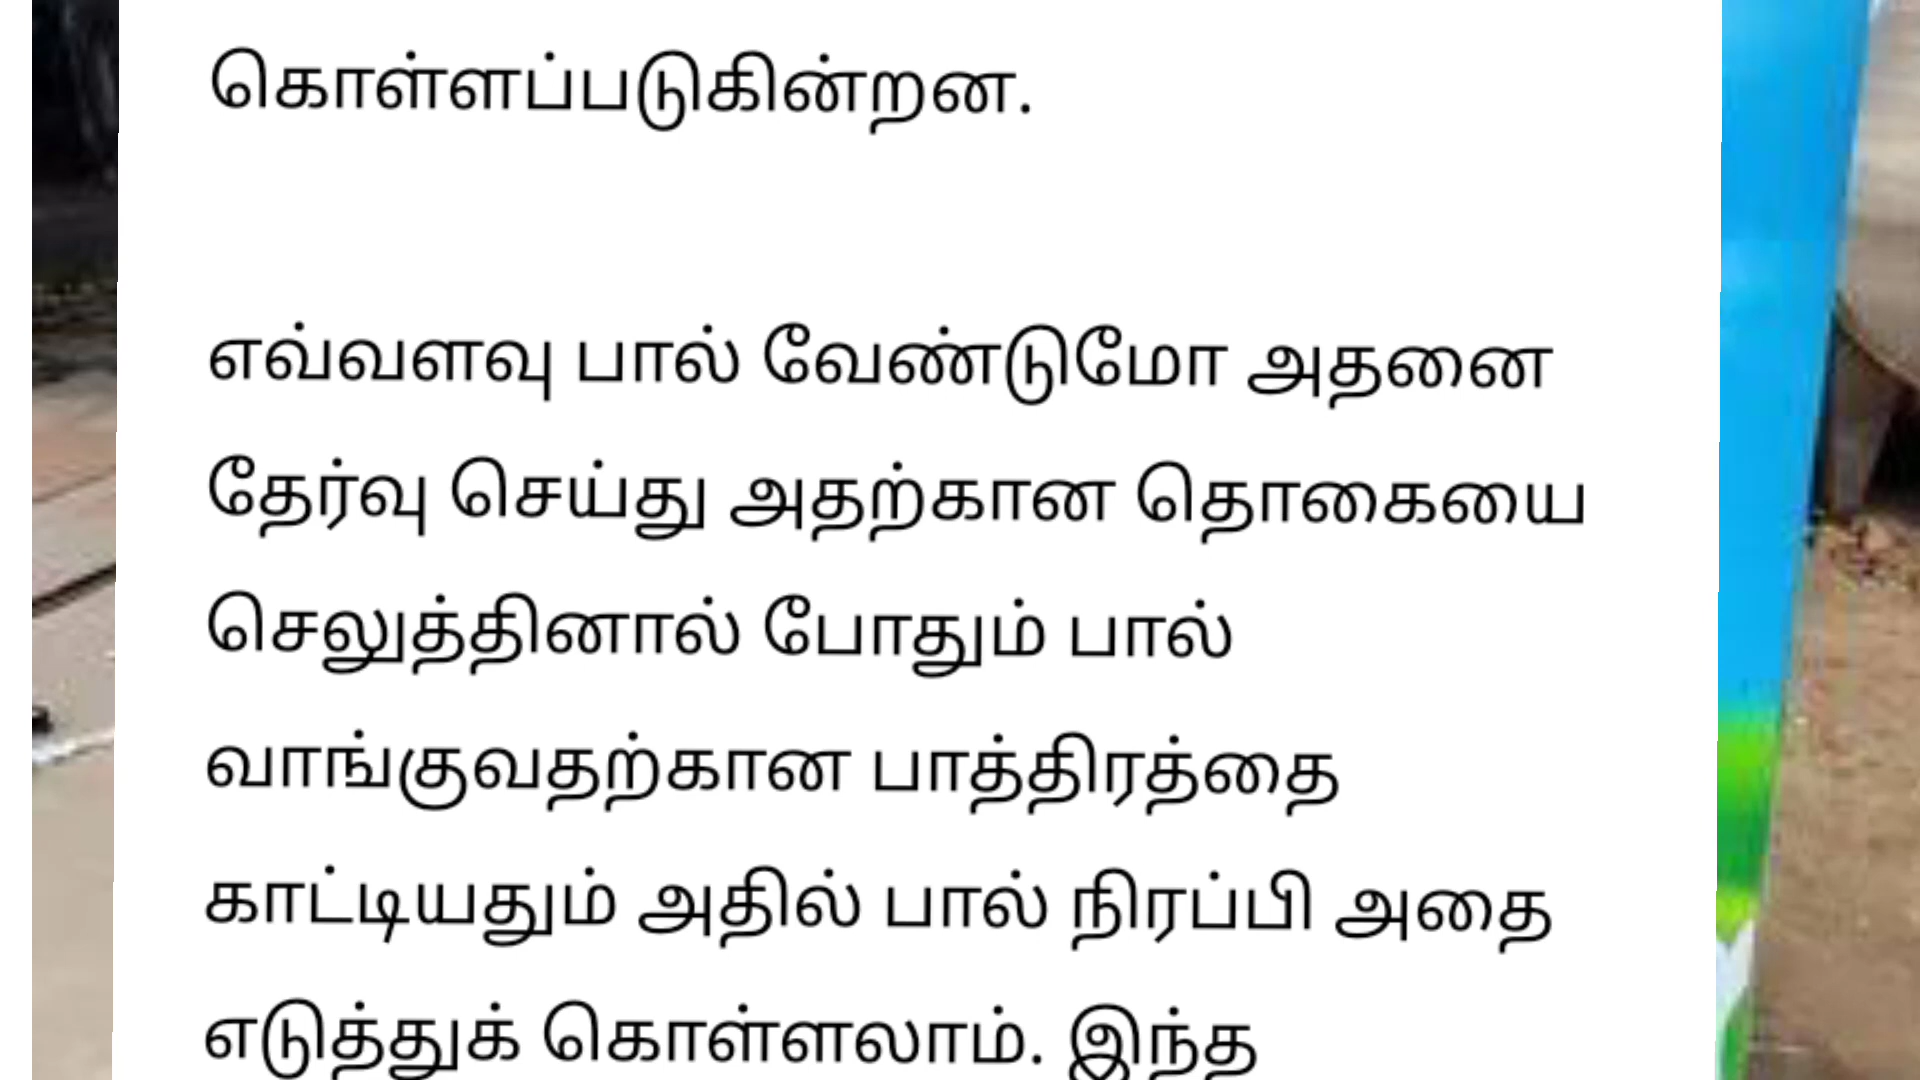 கொள்ளப்படுகின்றன.
எவ்வளவு பால் வேண்டுமோ அதனை
தேர்வு செய்து அதற்கான தொகையை
செலுத்தினால் போதும் பால்
வாங்குவதற்கான பாத்திரத்தை
காட்டியதும் அதில் பால் நிரப்பி அதை
எடுத்துக் கொள்ளலாம். இந்த